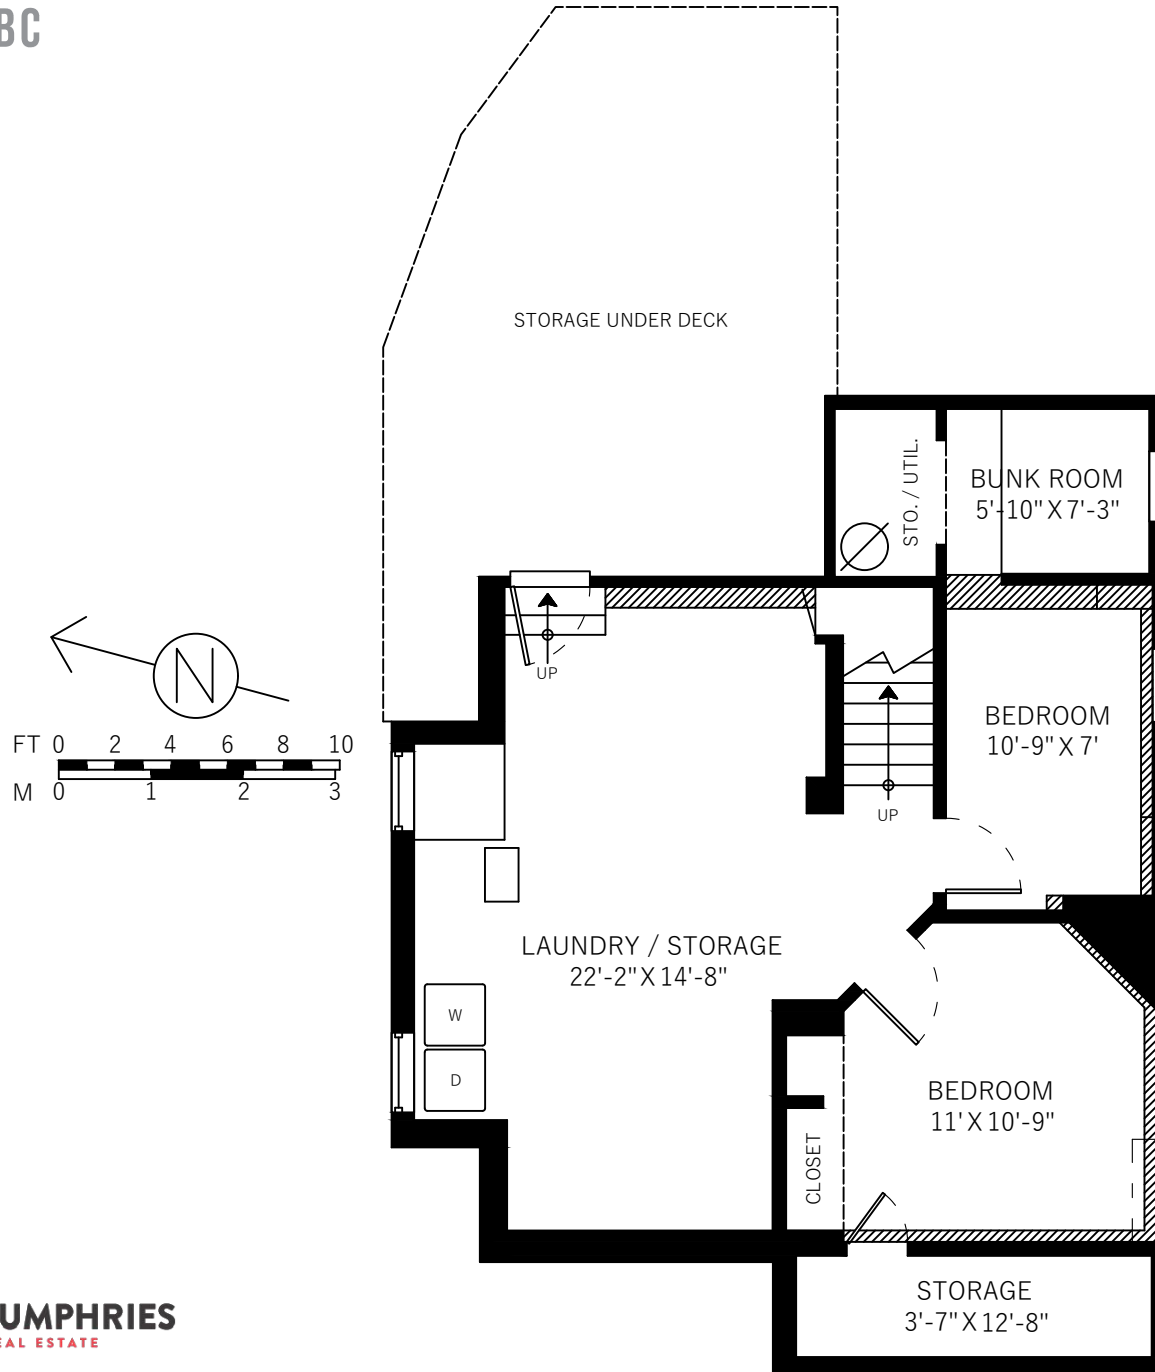 BC
STORAGE UNDER DECK
STO. / UTIL.
BUNK ROOM
5'-10" X 7'-3"
UP
BEDROOM
10'-9" X 7'
UP
N
FT 0 2 4 6 8 10
M 0 1 2 3
LAUNDRY / STORAGE
22'-2" X 14'-8"
W
D
BEDROOM
11' X 10'-9"
CLOSET
STORAGE
3'-7" X 12'-8"
UMPHRIES
EAL ESTATE